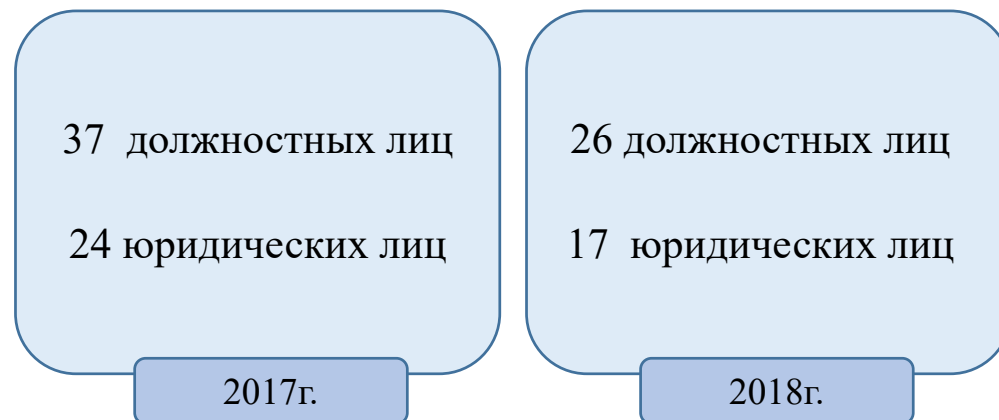 37 должностных лиц
24 юридических лиц
2017г.
26 должностных лиц
17 юридических лиц
2018г.